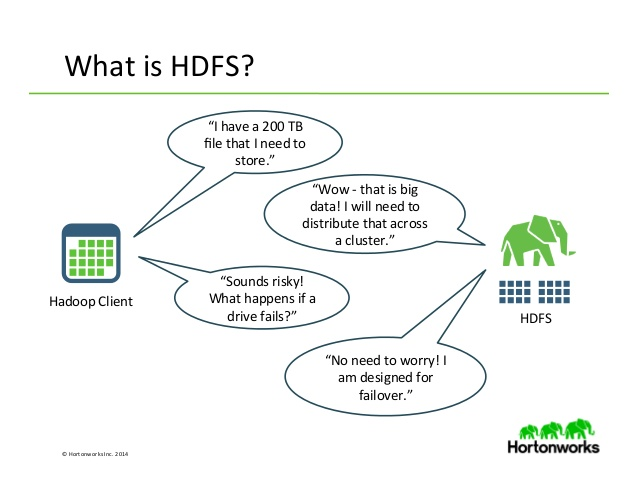 What is HDFS?
“I have a 200 TB
file that I need to
store.”
“Wow - that is big
data! I will need to
distribute that across
a cluster.”
Hadoop Client
“Sounds risky!
What happens if a
drive fails?”
HDFS
“No need to worry! I
am designed for
failover.”
Hortonworks
© Hortonworks Inc. 2014